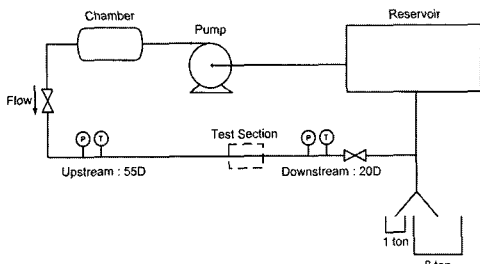 Chamber
Pump
Reservoir
Flow
P T
Test Section
P T
Upstream : 55D
Downstream : 20D
1 ton